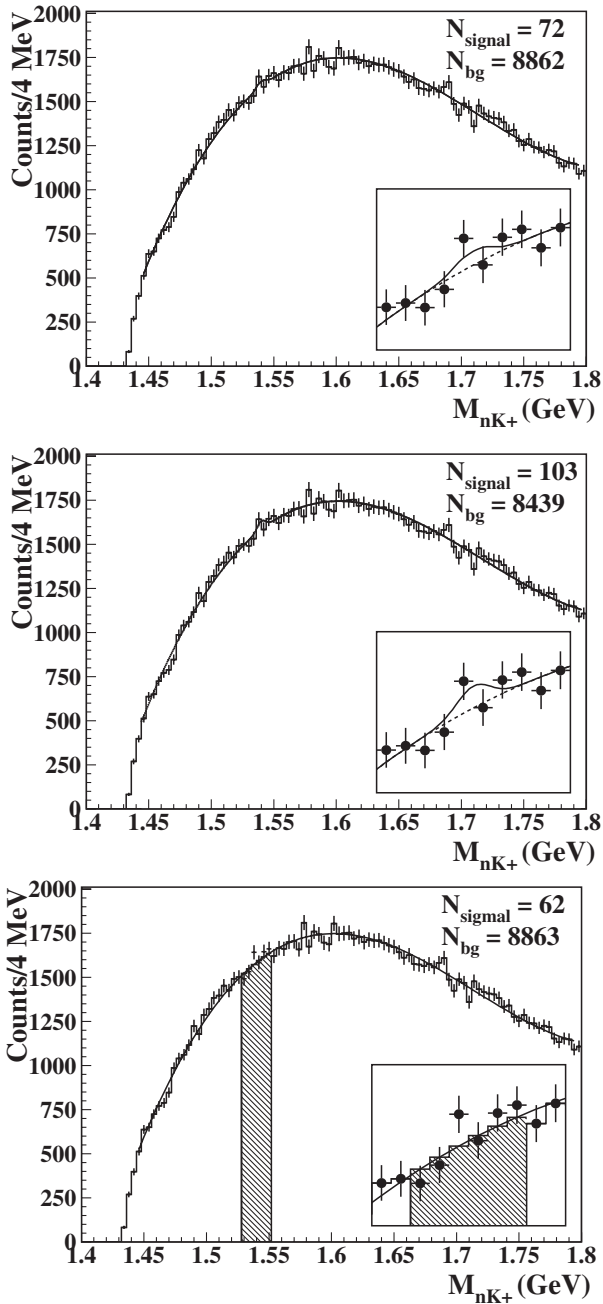 Counts/4 MeV
2000
1750
1500
1250
1000
750
500
250
0
N_signal = 72
N_bg = 8862
1.4 1.45 1.5 1.55 1.6 1.65 1.7 1.75 1.8
M_nK+ (GeV)
Counts/4 MeV
2000
1750
1500
1250
1000
750
500
250
0
N_signal = 103
N_bg = 8439
1.4 1.45 1.5 1.55 1.6 1.65 1.7 1.75 1.8
M_nK+ (GeV)
Counts/4 MeV
2000
1750
1500
1250
1000
750
500
250
0
N_sigmal = 62
N_bg = 8863
1.4 1.45 1.5 1.55 1.6 1.65 1.7 1.75 1.8
M_nK+ (GeV)